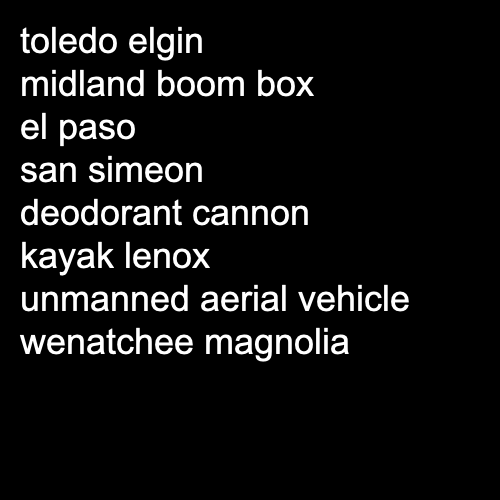 toledo elgin
midland boom box
el paso
san simeon
deodorant cannon
kayak lenox
unmanned aerial vehicle
wenatchee magnolia